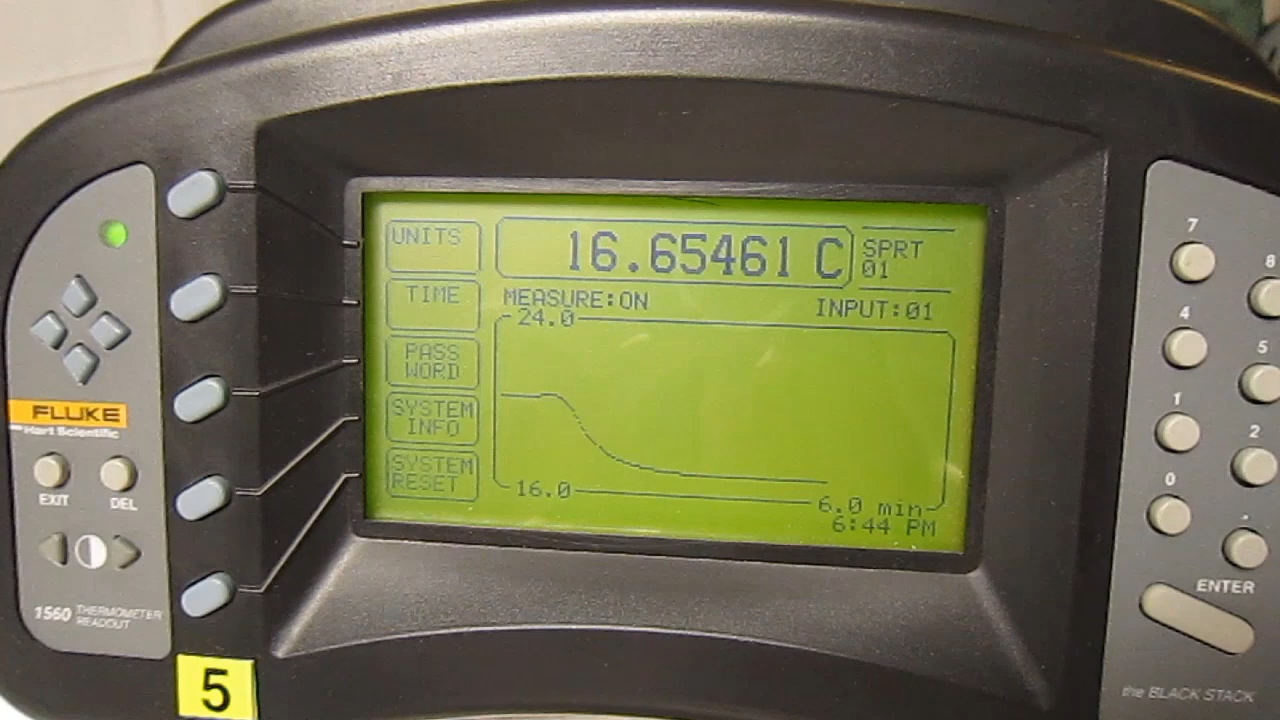 UNITS
16.65461 C
SPRT
01
TIME
MEASURE:ON
INPUT:01
24.0
PASS
WORD
SYSTEM
INFO
SYSTEM
RESET
16.0
6.0 min
6:44 PM
FLUKE
Hart Scientific
EXIT
DEL
1560 THERMOMETER
READOUT
5
7
8
4
5
1
2
0
.
ENTER
the BLACK STACK